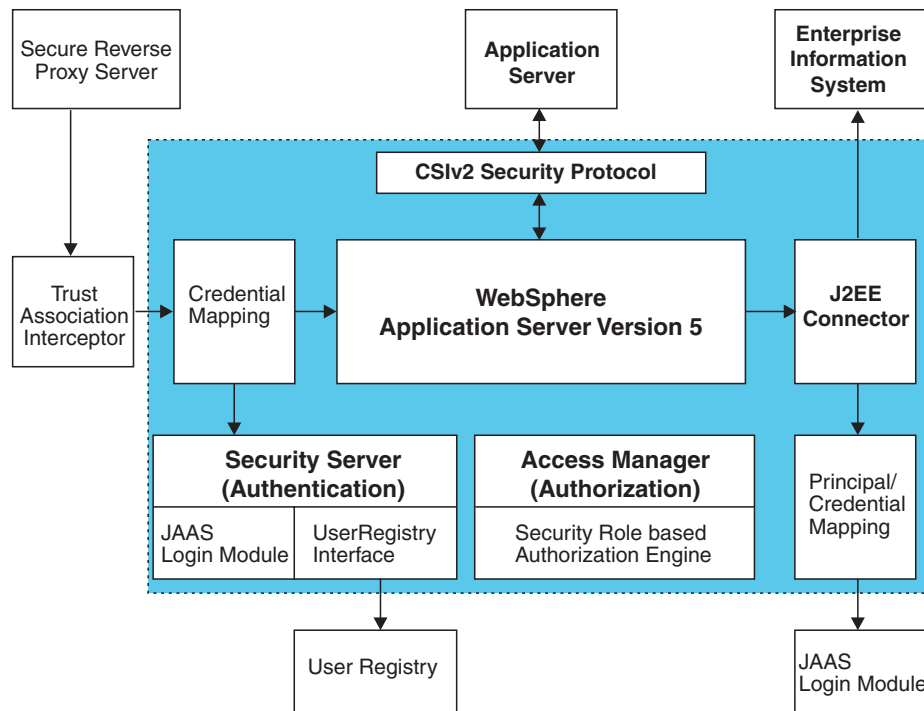 Secure Reverse
Proxy Server
Application
Server
Enterprise
Information
System
CSIv2 Security Protocol
Trust
Association
Interceptor
Credential
Mapping
WebSphere
Application Server Version 5
J2EE
Connector
Security Server
(Authentication)
JAAS
Login Module
UserRegistry
Interface
Access Manager
(Authorization)
Security Role based
Authorization Engine
Principal/
Credential
Mapping
User Registry
JAAS
Login Module